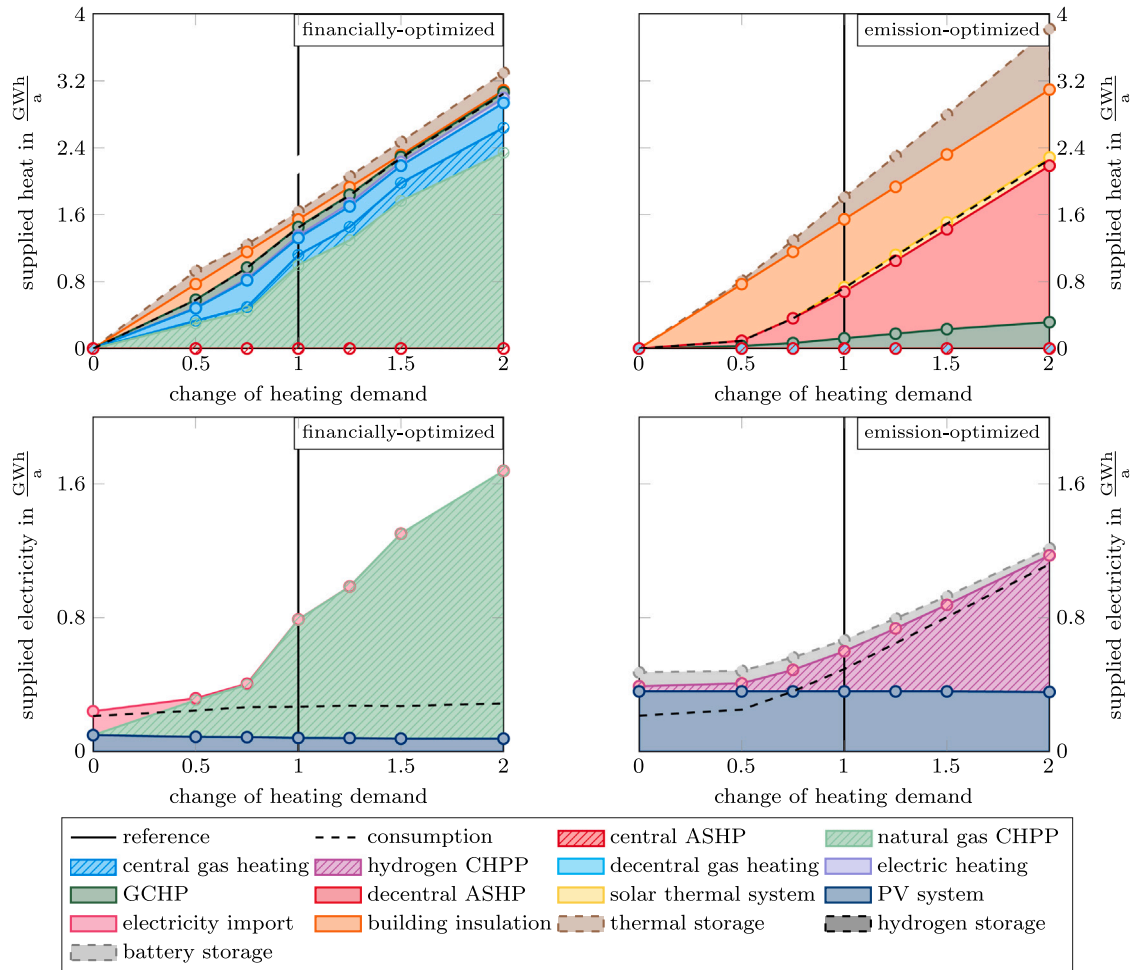 financially-optimized
4
3.2
2.4
1.6
0.8
0
supplied heat in GWh/a
0 0.5 1 1.5 2
change of heating demand
emission-optimized
4
3.2
2.4
1.6
0.8
0
supplied heat in GWh/a
0 0.5 1 1.5 2
change of heating demand
financially-optimized
1.6
0.8
0
supplied electricity in GWh/a
0 0.5 1 1.5 2
change of heating demand
emission-optimized
1.6
0.8
0
supplied electricity in GWh/a
0 0.5 1 1.5 2
change of heating demand
reference consumption central ASHP natural gas CHPP
central gas heating hydrogen CHPP decentral gas heating electric heating
GCHP decentral ASHP solar thermal system PV system
electricity import building insulation thermal storage hydrogen storage
battery storage